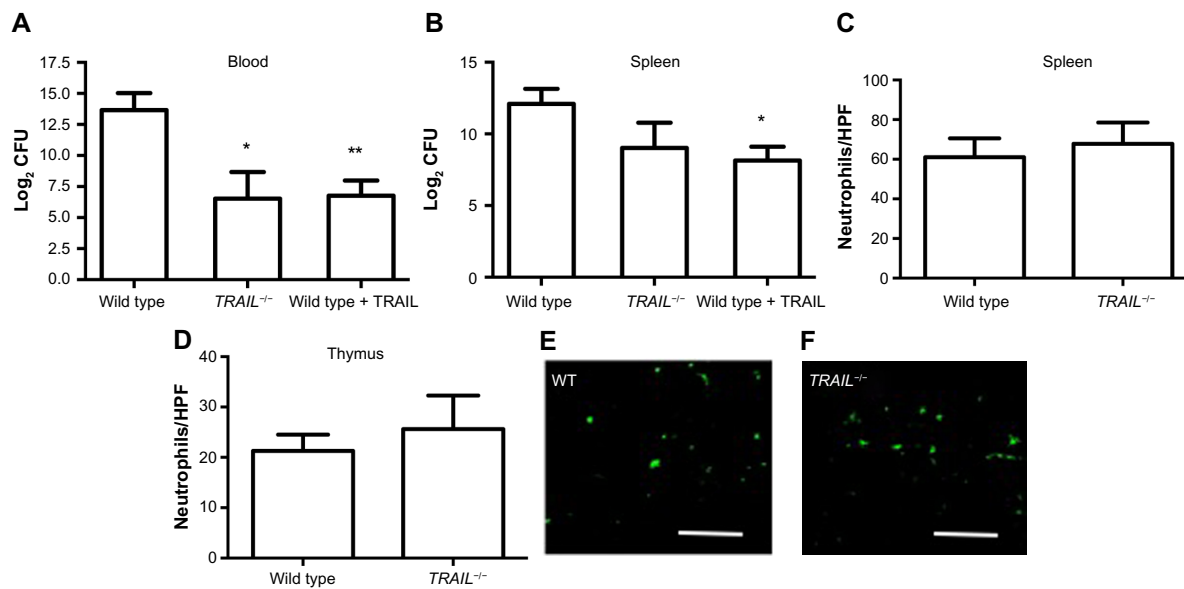 A
Blood
17.5
15.0
12.5
10.0
7.5
5.0
2.5
0.0
Log₂ CFU
Wild type
TRAIL⁻/⁻
Wild type + TRAIL
*
**
B
Spleen
15
10
5
0
Log₂ CFU
Wild type
TRAIL⁻/⁻
Wild type + TRAIL
*
C
Spleen
100
80
60
40
20
0
Neutrophils/HPF
Wild type
TRAIL⁻/⁻
D
Thymus
40
30
20
10
0
Neutrophils/HPF
Wild type
TRAIL⁻/⁻
E
WT
F
TRAIL⁻/⁻